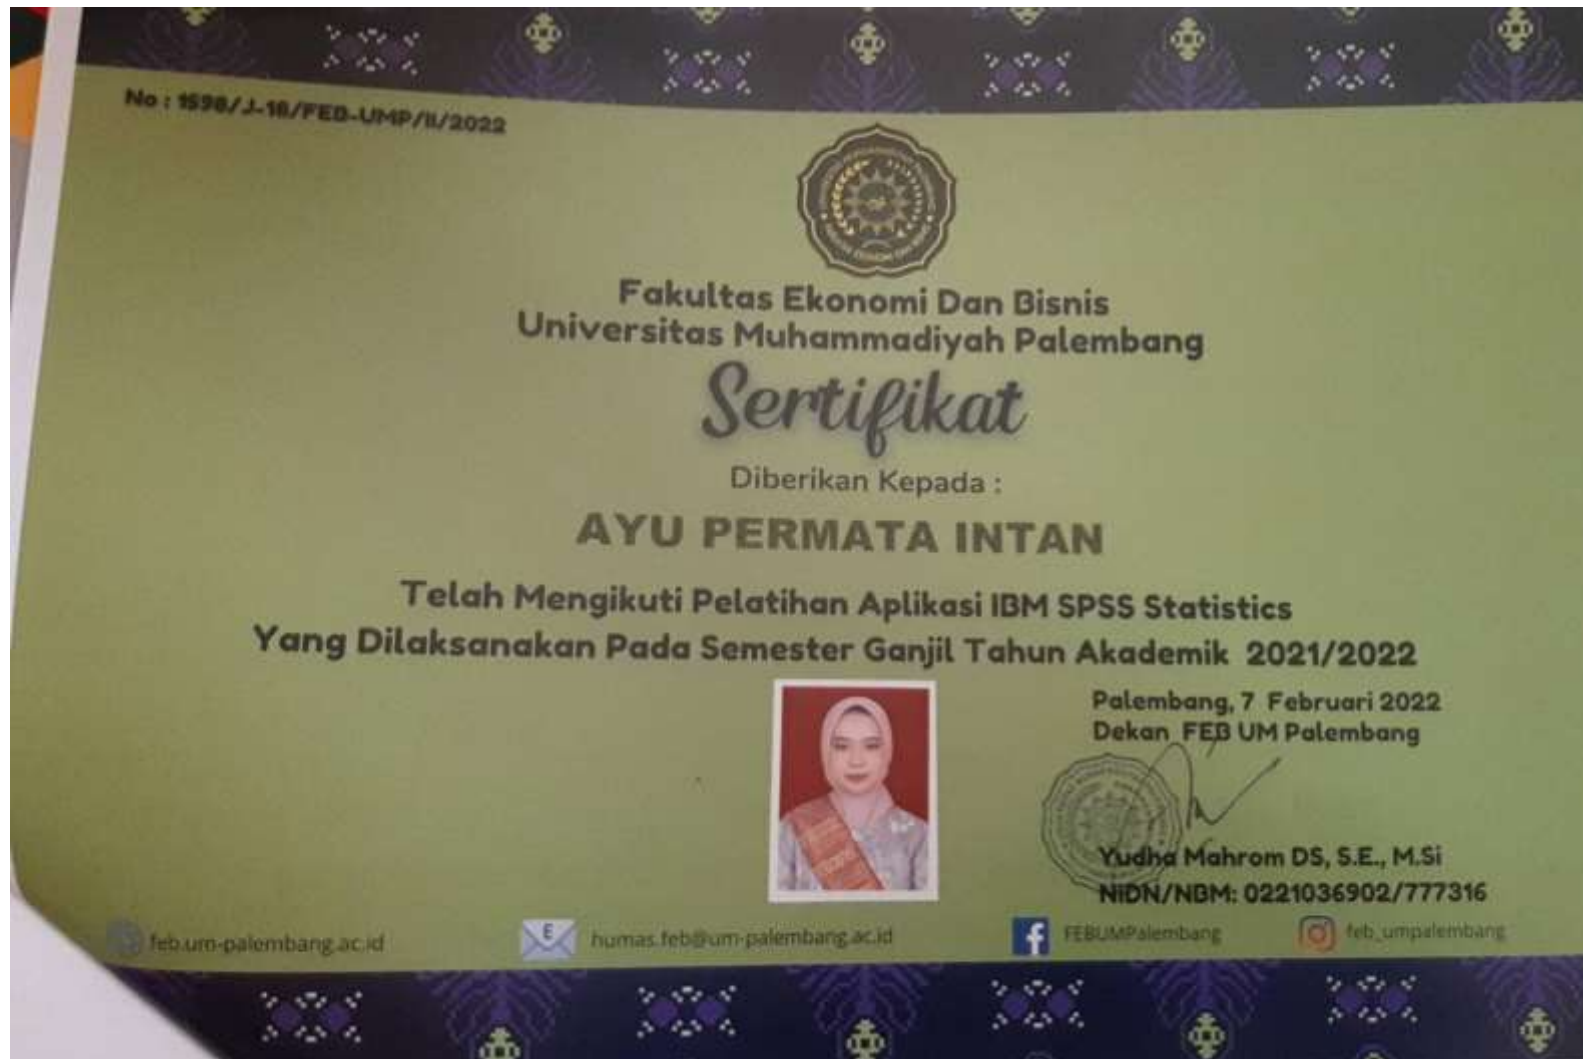 No : 1598/J-18/FEB-UMP/II/2022
Fakultas Ekonomi Dan Bisnis
Universitas Muhammadiyah Palembang
Sertifikat
Diberikan Kepada :
AYU PERMATA INTAN
Telah Mengikuti Pelatihan Aplikasi IBM SPSS Statistics
Yang Dilaksanakan Pada Semester Ganjil Tahun Akademik 2021/2022
Palembang, 7 Februari 2022
Dekan FEB UM Palembang
Yudha Mahrom DS, S.E., M.Si
NIDN/NBM: 0221036902/777316
feb.um-palembang.ac.id
E
humas.feb@um-palembang.ac.id
FEBUMPalembang
feb_umpalembang